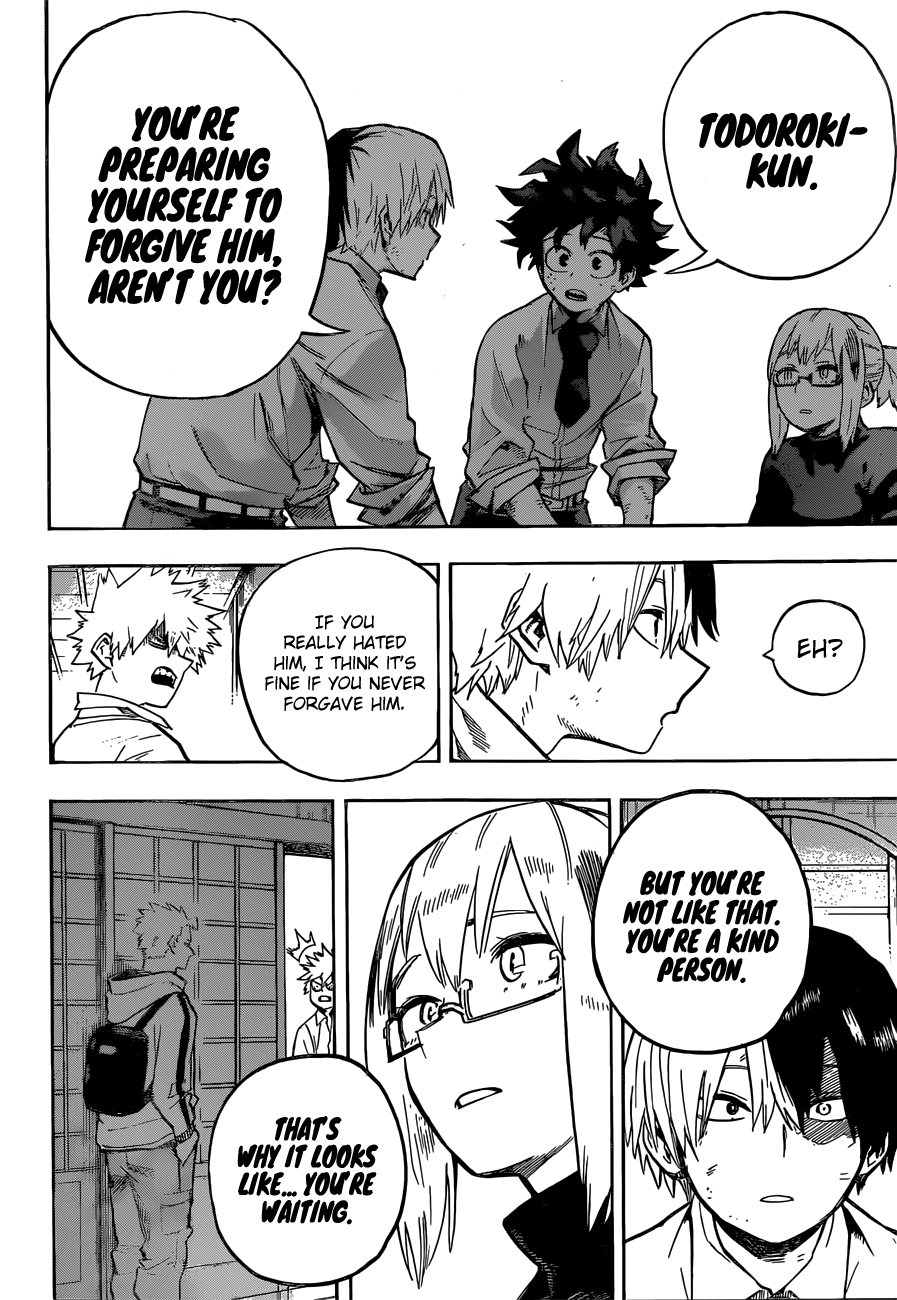 TODOROKI-
KUN.
YOU'RE
PREPARING
YOURSELF TO
FORGIVE HIM,
AREN'T YOU?
EH?
IF YOU
REALLY HATED
HIM, I THINK IT'S
FINE IF YOU NEVER
FORGAVE HIM.
BUT YOU'RE
NOT LIKE THAT.
YOU'RE A KIND
PERSON.
THAT'S
WHY IT LOOKS
LIKE... YOU'RE
WAITING.